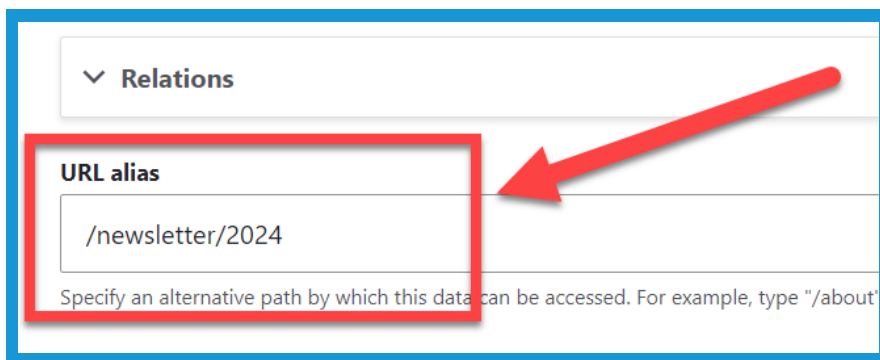 Relations
URL alias
/newsletter/2024
Specify an alternative path by which this data can be accessed. For example, type "/about"